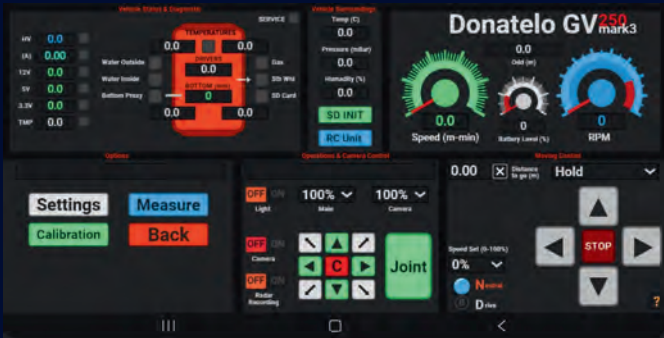 Vehicle Status & Diagnostic
SERVICE
HV 0.0
(A) 0.00
12V 0.0
5V 0.0
3.3V 0.0
TMP 0.0
TEMPERATURES
0.0 0.0
DRIVERS
0.0
BOTTOM (mm)
0
0.0 0.0
Water Outside
Water Inside
Bottom Proxy
Gas
Stb Wld
SD Card
Vehicle Surroundings
Temp (C)
0.0
Pressure (mBar)
0.0
Humudity (%)
0.0
SD INIT
RC Unit
Donatelo GV 250
mark3
0.0
Odd (m)
0.0
Speed (m-min)
0
Battery Level (%)
0
RPM
Options
Settings
Measure
Calibration
Back
Operations & Camera Control
OFF ON
Light
100%
Main
100%
Camera
OFF ON
Camera
OFF ON
Radar
Recording
C
Joint
Moving Control
0.00
X
Distance
to go (m)
Hold
Speed Set (0-100%)
0%
Neutral
D Drive
STOP
?